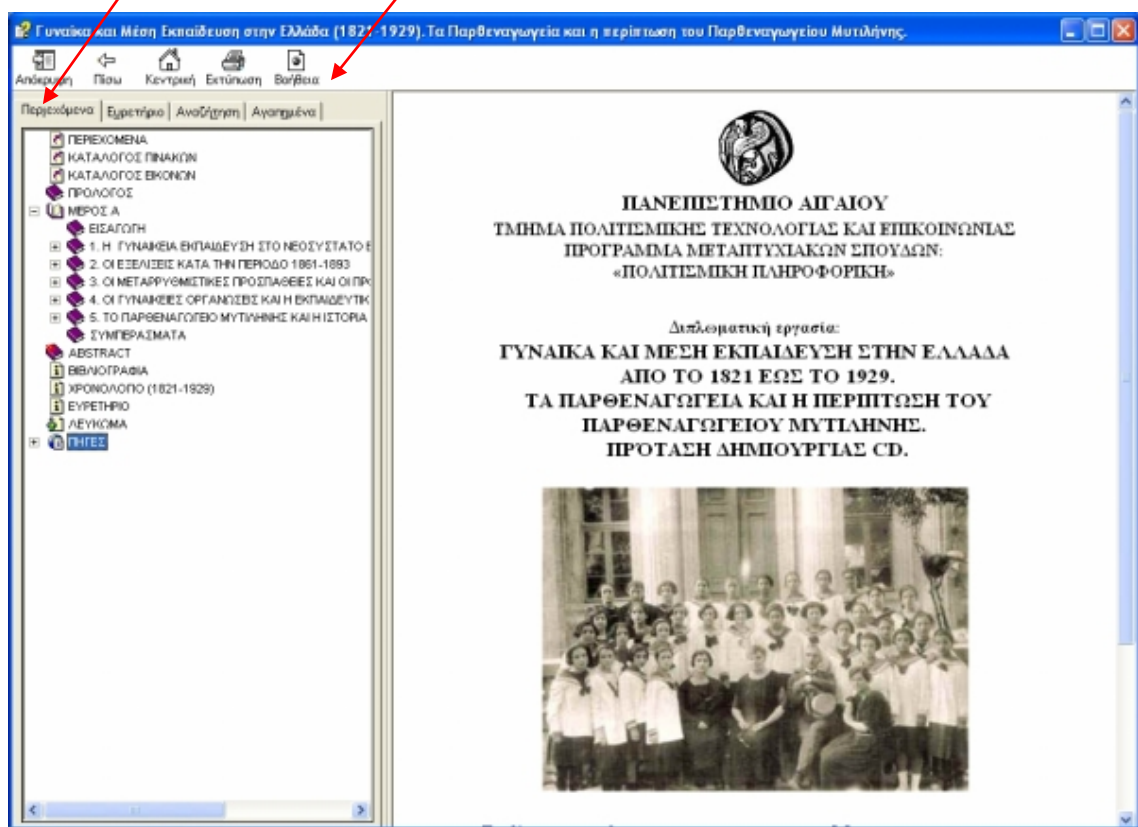 Γυναίκα και Μέση Εκπαίδευση στην Ελλάδα (1821-1929). Τα Παρθεναγωγεία και η περίπτωση του Παρθεναγωγείου Μυτιλήνης.
Απόκρυψη Πίσω Κεντρική Εκτύπωση Βοήθεια
Περιεχόμενα Ευρετήριο Αναζήτηση Αγαπημένα
ΠΕΡΙΕΧΟΜΕΝΑ
ΚΑΤΑΛΟΓΟΣ ΠΙΝΑΚΩΝ
ΚΑΤΑΛΟΓΟΣ ΕΙΚΟΝΩΝ
ΠΡΟΛΟΓΟΣ
ΜΕΡΟΣ Α
ΕΙΣΑΓΩΓΗ
1. Η ΓΥΝΑΙΚΕΙΑ ΕΚΠΑΙΔΕΥΣΗ ΣΤΟ ΝΕΟΣΥΣΤΑΤΟ Ε
2. ΟΙ ΕΞΕΛΙΞΕΙΣ ΚΑΤΑ ΤΗΝ ΠΕΡΙΟΔΟ 1861-1893
3. ΟΙ ΜΕΤΑΡΡΥΘΜΙΣΤΙΚΕΣ ΠΡΟΣΠΑΘΕΙΕΣ ΚΑΙ ΟΙ ΠΡΟ
4. ΟΙ ΓΥΝΑΙΚΕΙΕΣ ΟΡΓΑΝΩΣΕΙΣ ΚΑΙ Η ΕΚΠΑΙΔΕΥΤΙΚ
5. ΤΟ ΠΑΡΘΕΝΑΓΩΓΕΙΟ ΜΥΤΙΛΗΝΗΣ ΚΑΙ Η ΙΣΤΟΡΙΑ
ΣΥΜΠΕΡΑΣΜΑΤΑ
ABSTRACT
ΒΙΒΛΙΟΓΡΑΦΙΑ
ΧΡΟΝΟΛΟΓΙΟ (1821-1929)
ΕΥΡΕΤΗΡΙΟ
ΛΕΥΚΩΜΑ
ΠΗΓΕΣ
ΠΑΝΕΠΙΣΤΗΜΙΟ ΑΙΓΑΙΟΥ
ΤΜΗΜΑ ΠΟΛΙΤΙΣΜΙΚΗΣ ΤΕΧΝΟΛΟΓΙΑΣ ΚΑΙ ΕΠΙΚΟΙΝΩΝΙΑΣ
ΠΡΟΓΡΑΜΜΑ ΜΕΤΑΠΤΥΧΙΑΚΩΝ ΣΠΟΥΔΩΝ:
«ΠΟΛΙΤΙΣΜΙΚΗ ΠΛΗΡΟΦΟΡΙΚΗ»
Διπλωματική εργασία:
ΓΥΝΑΙΚΑ ΚΑΙ ΜΕΣΗ ΕΚΠΑΙΔΕΥΣΗ ΣΤΗΝ ΕΛΛΑΔΑ
ΑΠΟ ΤΟ 1821 ΕΩΣ ΤΟ 1929.
ΤΑ ΠΑΡΘΕΝΑΓΩΓΕΙΑ ΚΑΙ Η ΠΕΡΙΠΤΩΣΗ ΤΟΥ
ΠΑΡΘΕΝΑΓΩΓΕΙΟΥ ΜΥΤΙΛΗΝΗΣ.
ΠΡΌΤΑΣΗ ΔΗΜΙΟΥΡΓΙΑΣ CD.